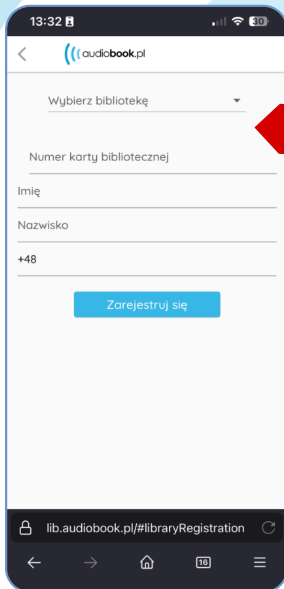 13:32
30
audiobook.pl
Wybierz bibliotekę
Numer karty bibliotecznej
Imię
Nazwisko
+48
Zarejestruj się
lib.audiobook.pl/#libraryRegistration
16